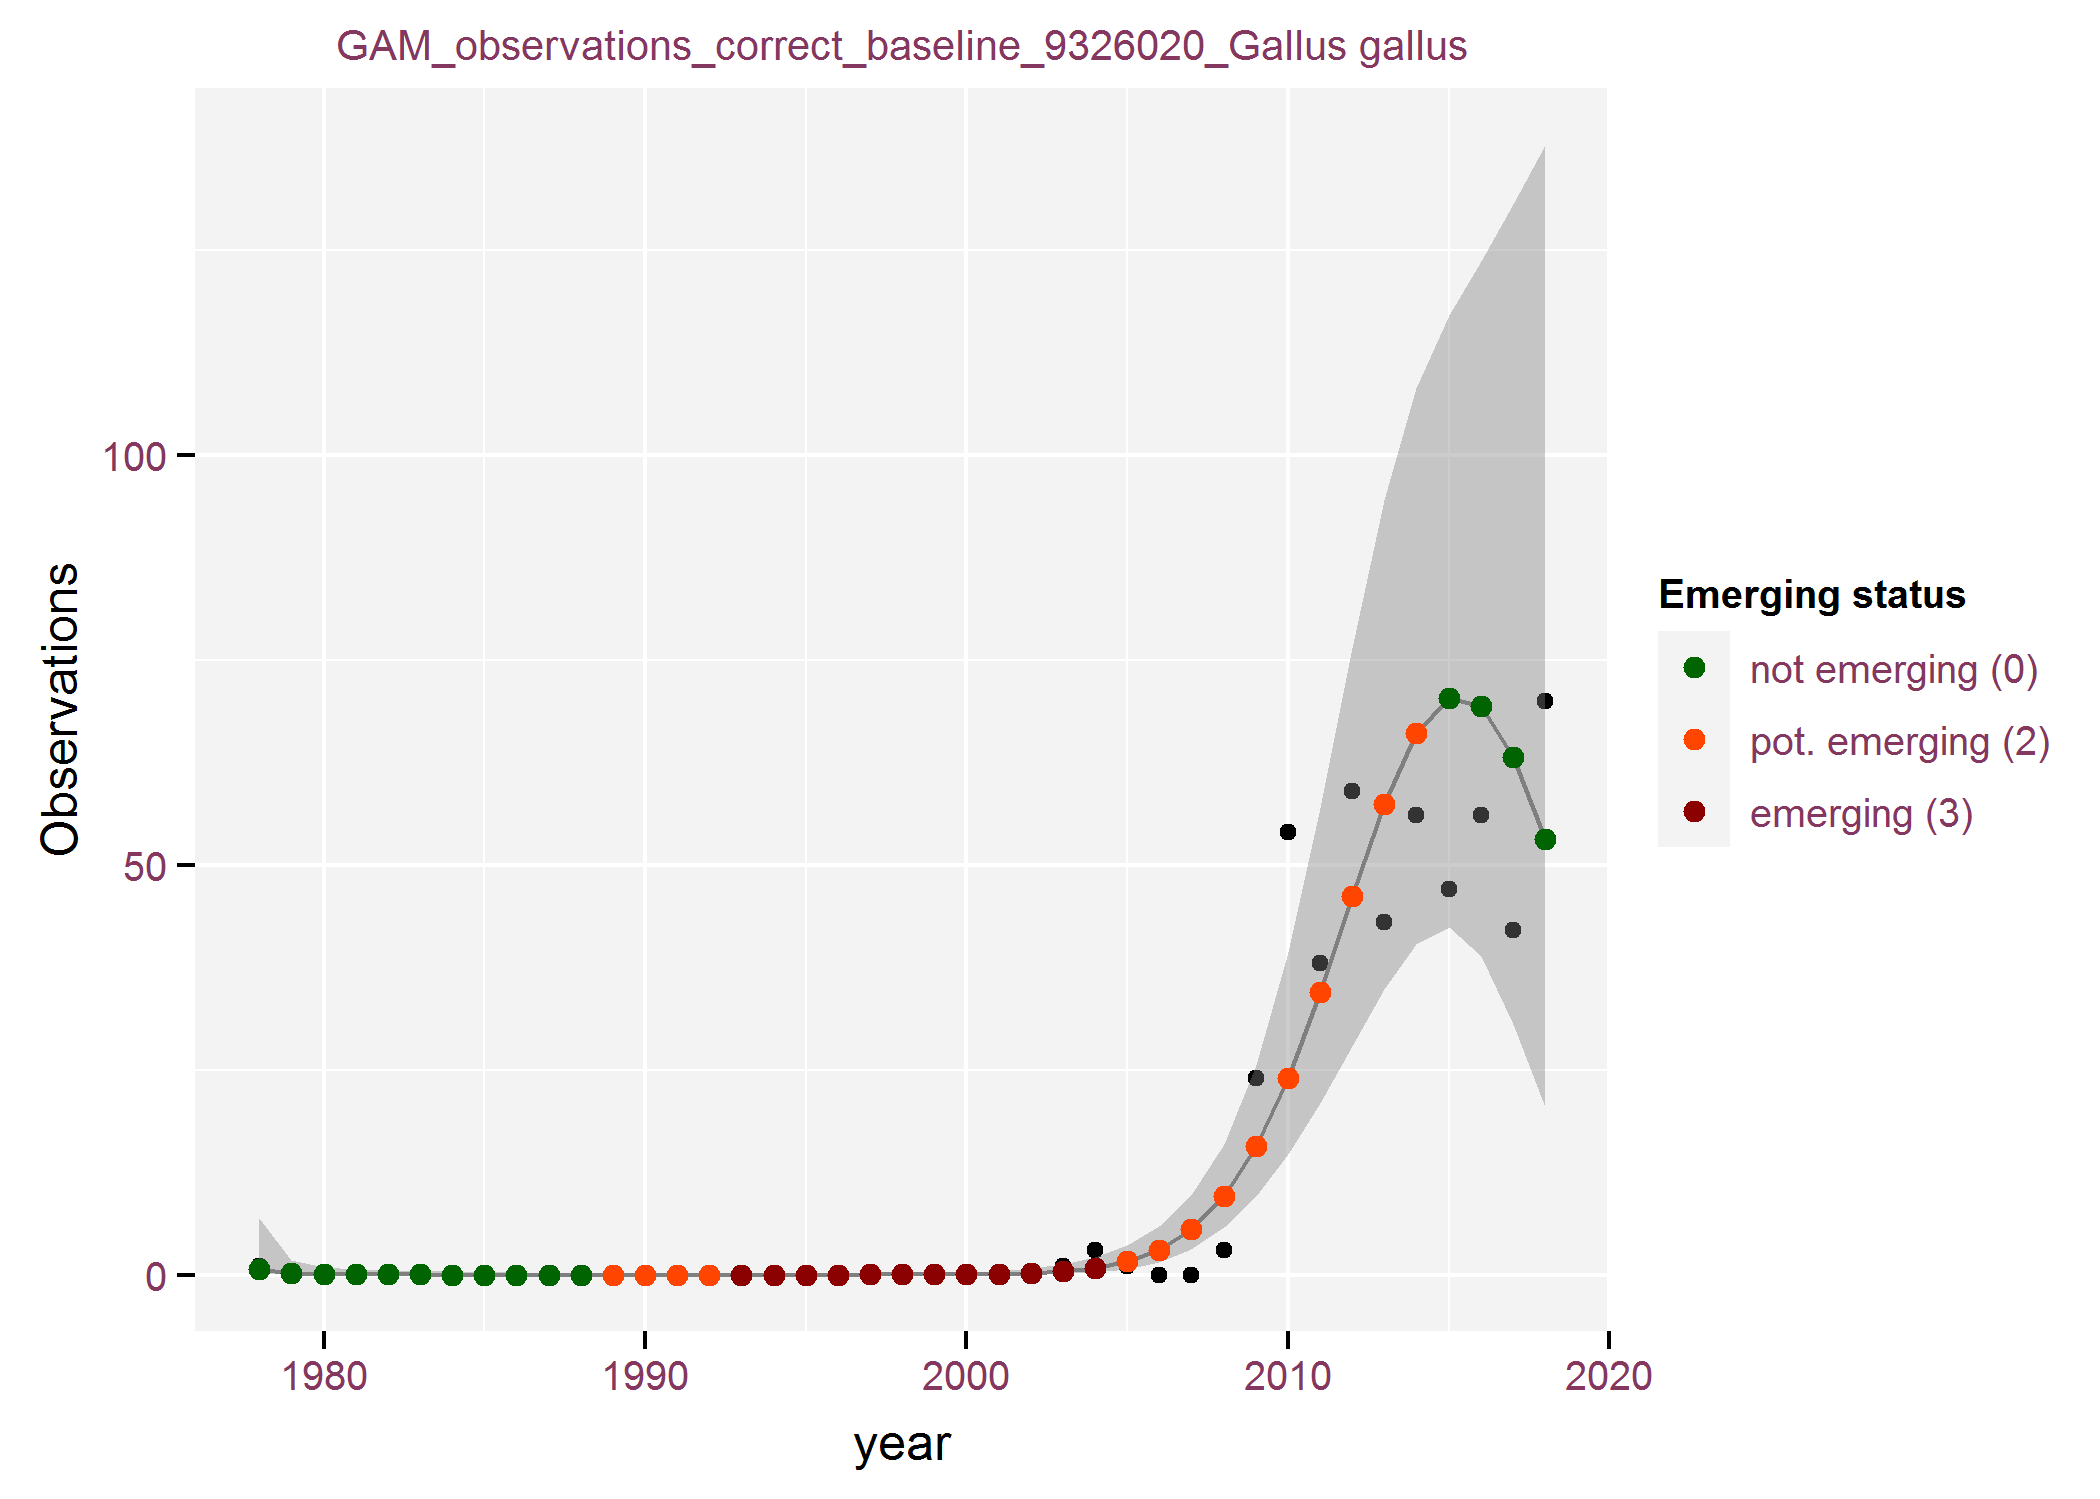 GAM_observations_correct_baseline_9326020_Gallus gallus
Observations
100
50
0
1980 1990 2000 2010 2020
year
Emerging status
not emerging (0)
pot. emerging (2)
emerging (3)